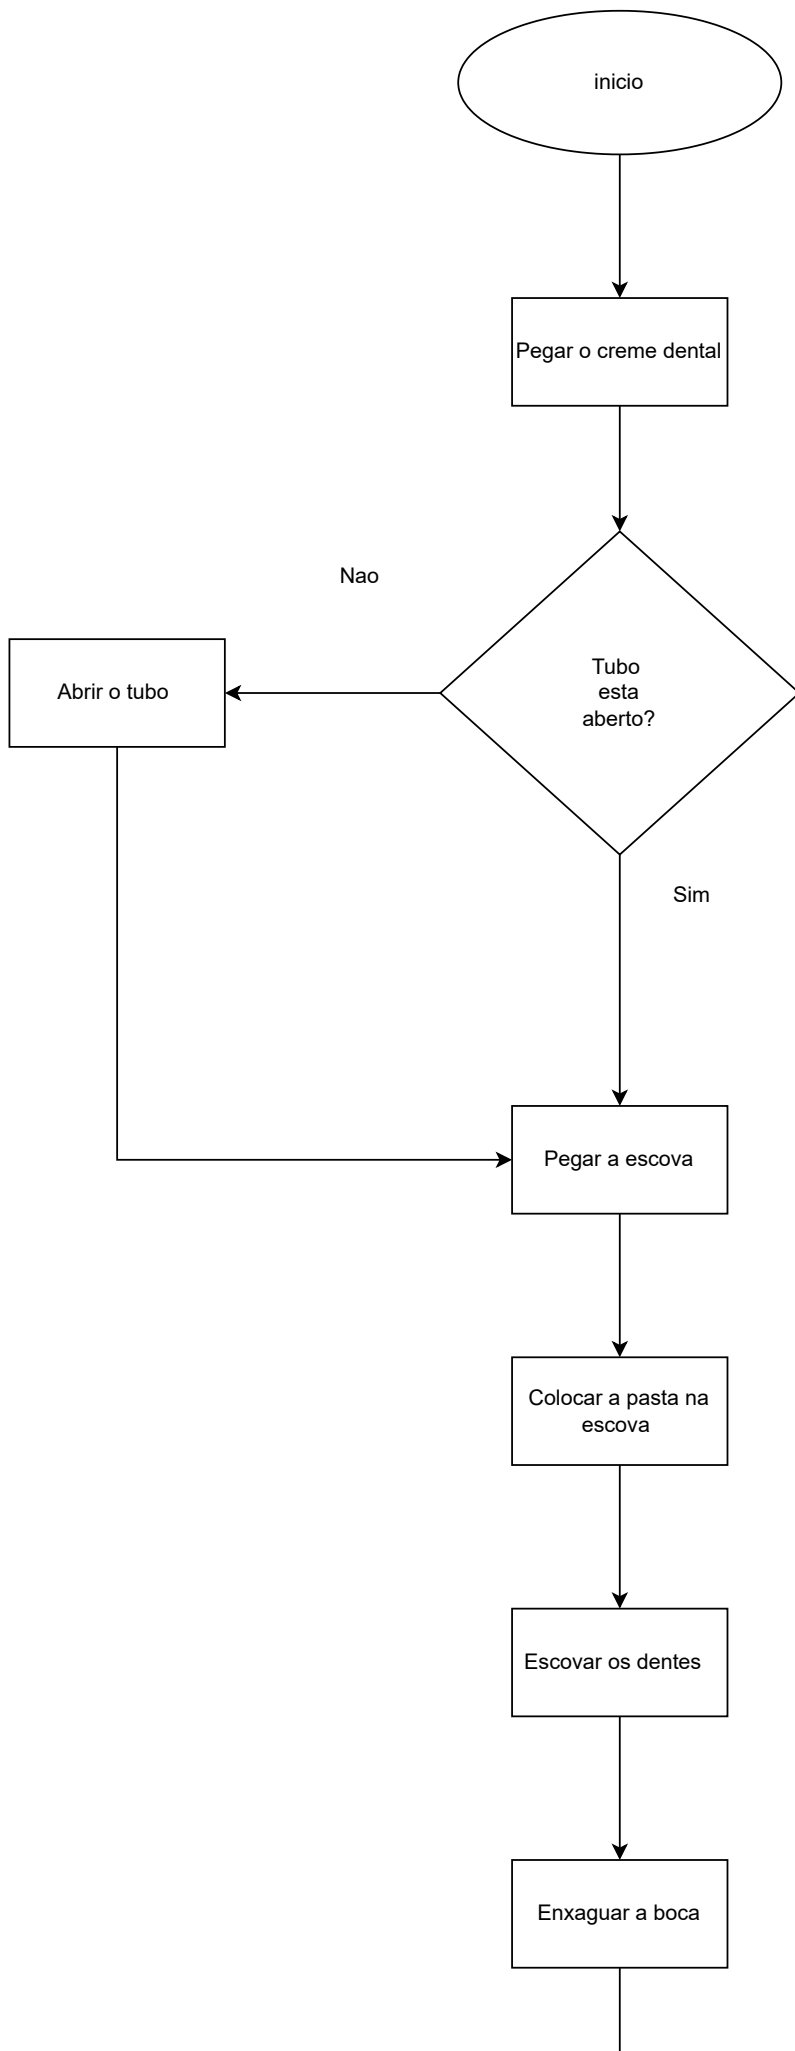 inicio
Pegar o creme dental
Nao
Tubo
esta
aberto?
Abrir o tubo
Sim
Pegar a escova
Colocar a pasta na
escova
Escovar os dentes
Enxaguar a boca